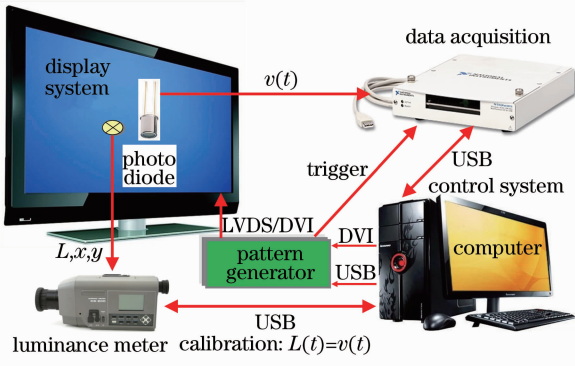 data acquisition
display
system
v(t)
photo
diode
trigger
USB
control system
LVDS/DVI
DVI
pattern
generator
computer
USB
L,x,y
USB
luminance meter
calibration: L(t)=v(t)